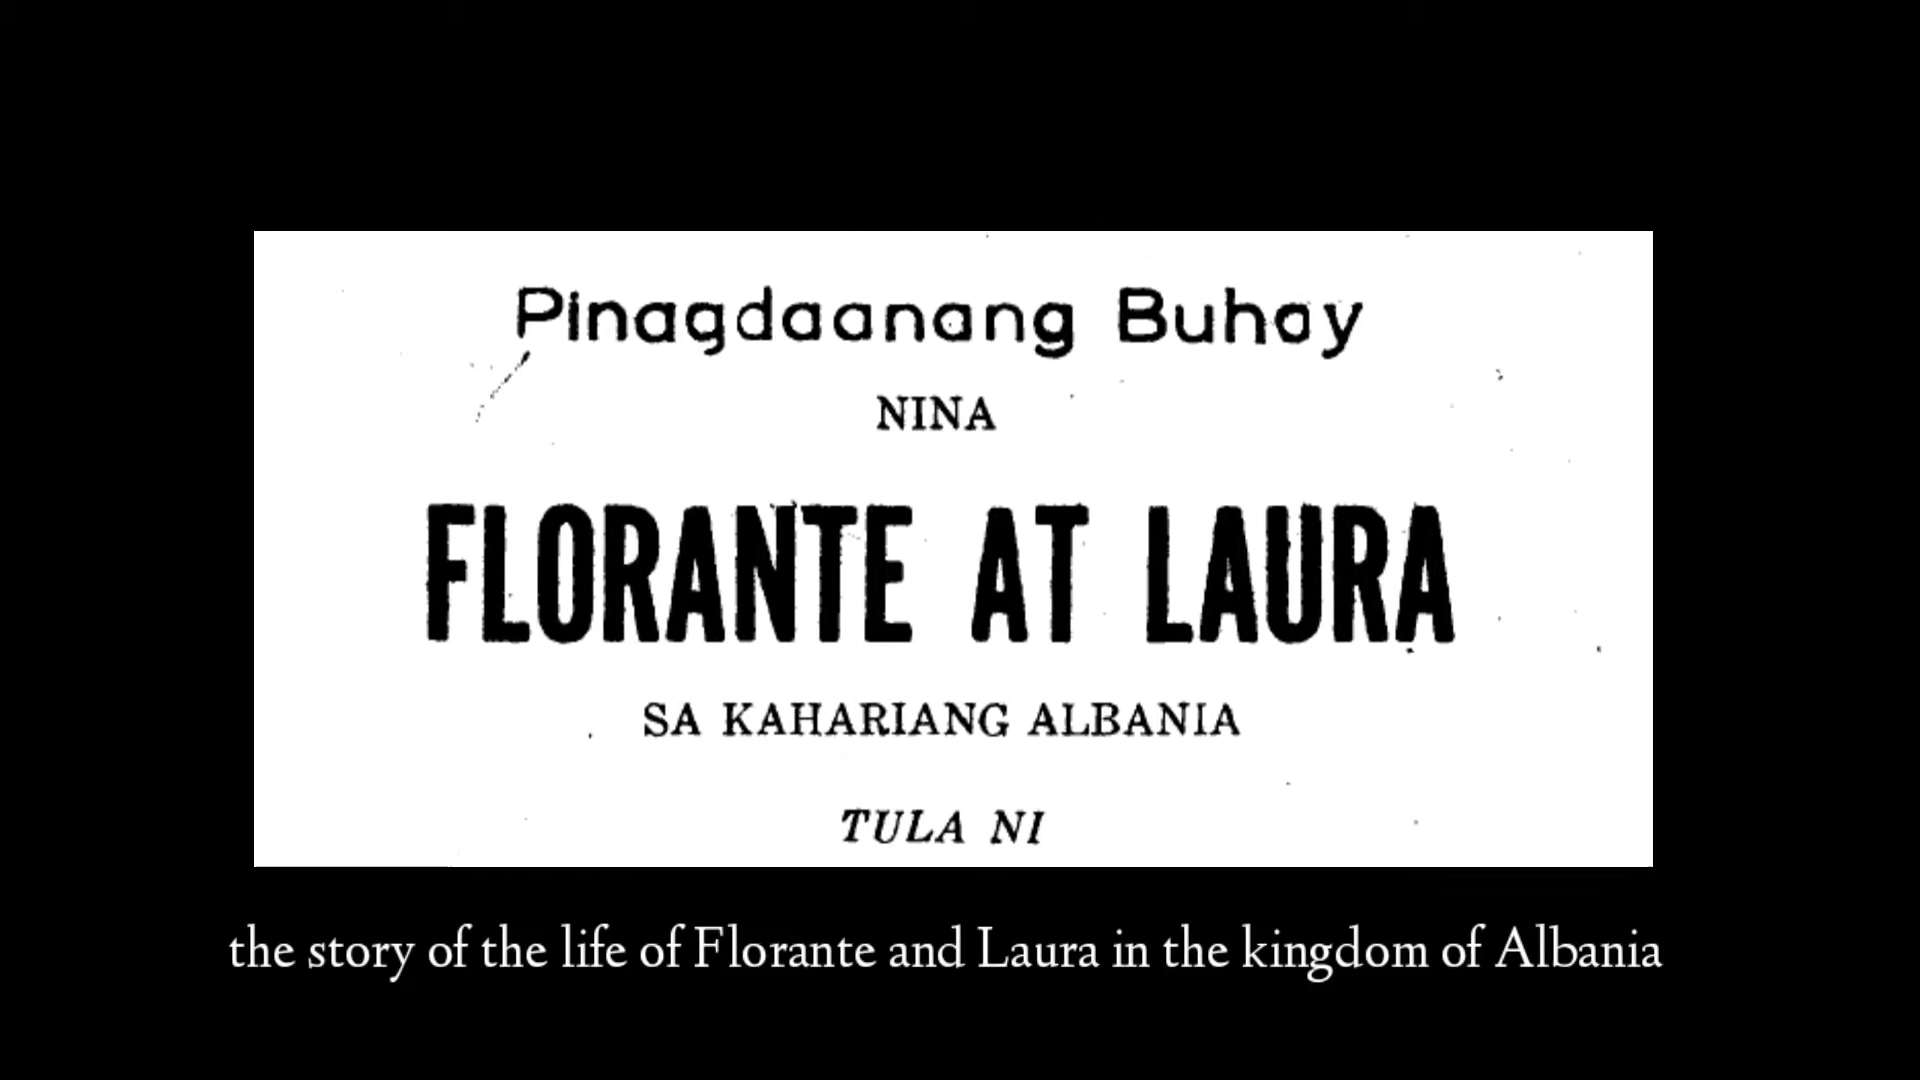 Pinagdaanang Buhay
NINA
FLORANTE AT LAURA
SA KAHARIANG ALBANIA
TULA NI
the story of the life of Florante and Laura in the kingdom of Albania